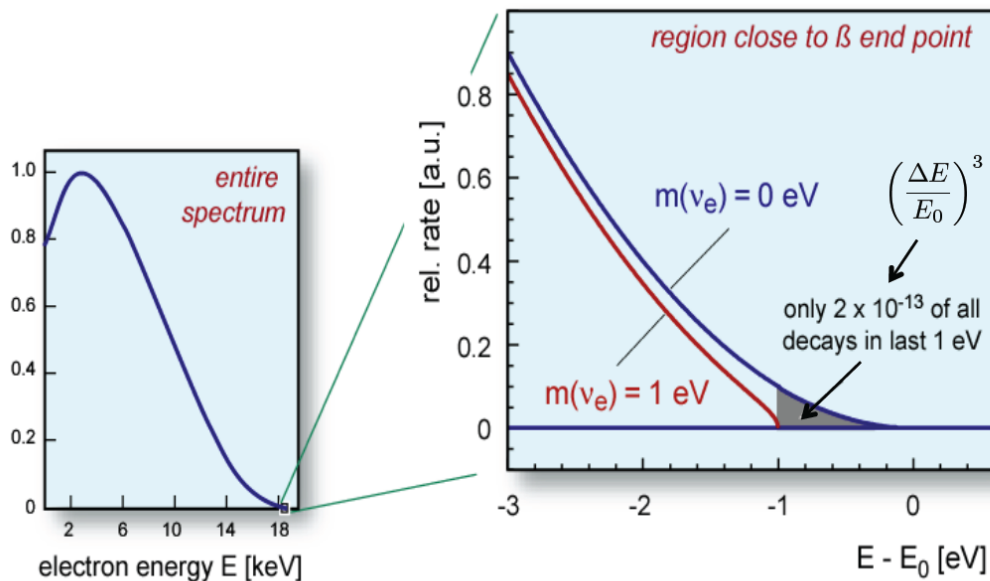 entire
spectrum
1.0
0.8
0.6
0.4
0.2
0
2 6 10 14 18
electron energy E [keV]
region close to ß end point
rel. rate [a.u.]
0.8
0.6
0.4
0.2
0
m(νe) = 0 eV
m(νe) = 1 eV
(ΔE/E0)^3
only 2 x 10^-13 of all
decays in last 1 eV
-3 -2 -1 0
E - E0 [eV]